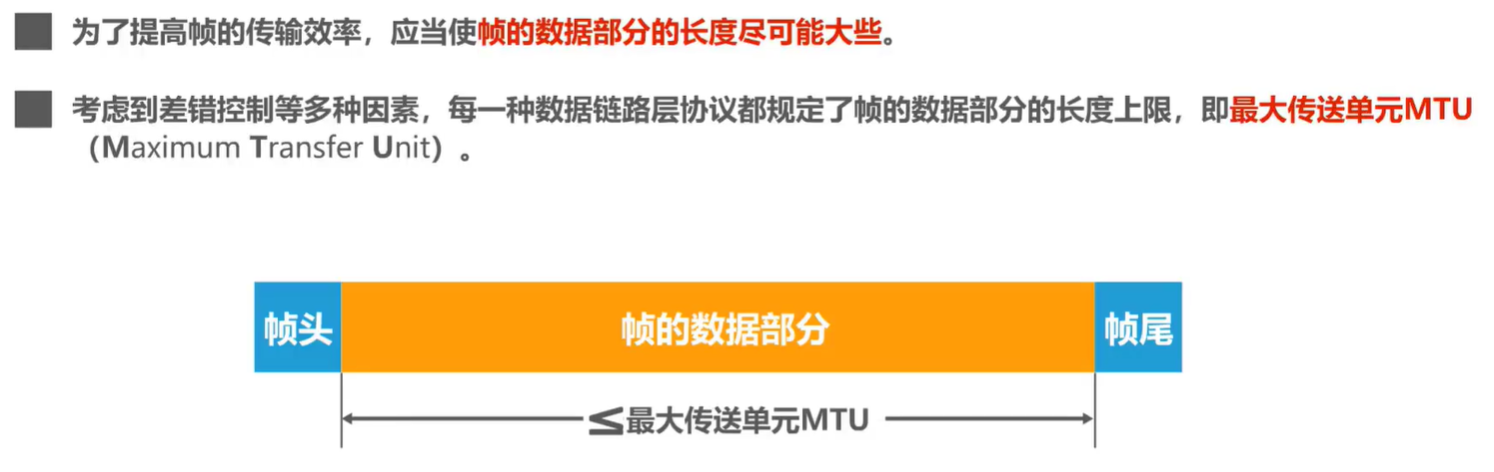 为了提高帧的传输效率，应当使帧的数据部分的长度尽可能大些。
考虑到差错控制等多种因素，每一种数据链路层协议都规定了帧的数据部分的长度上限，即最大传送单元MTU
（Maximum Transfer Unit）。
帧头
帧的数据部分
帧尾
≦最大传送单元MTU